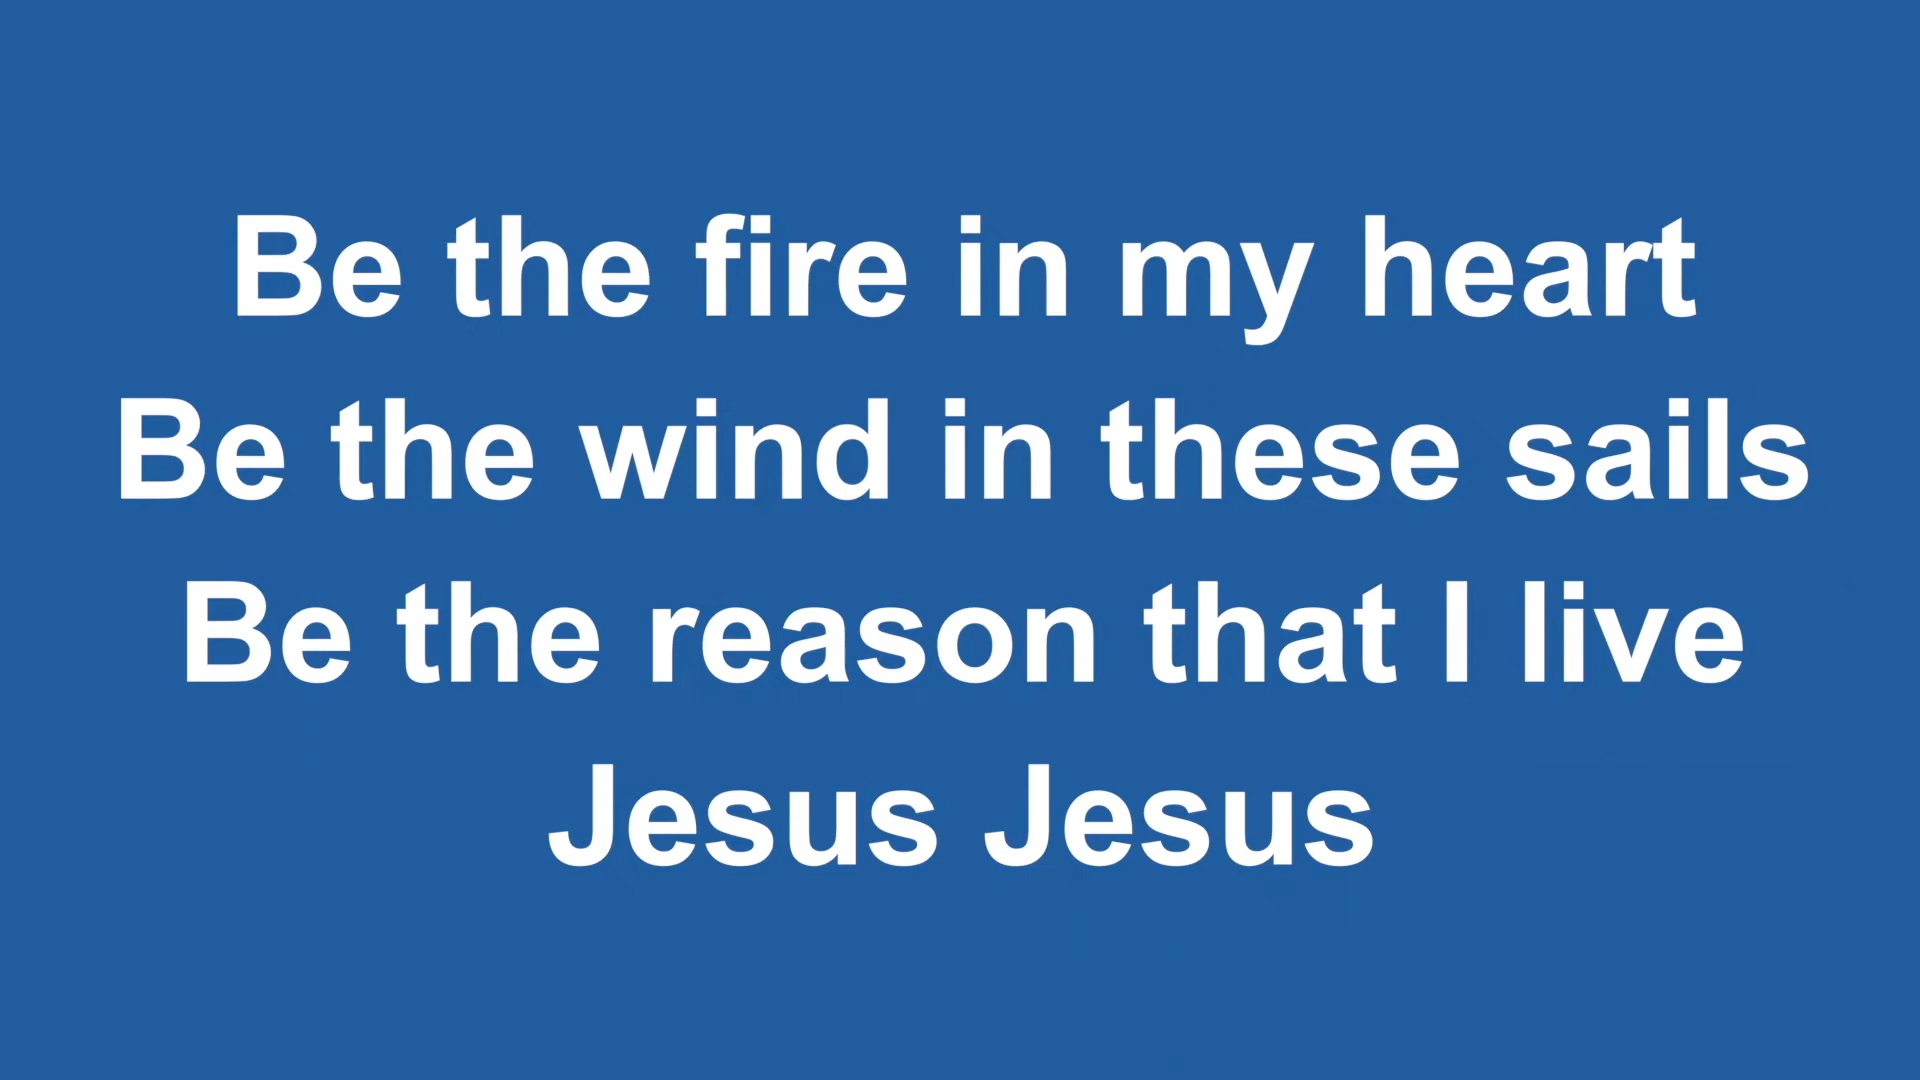 Be the fire in my heart
Be the wind in these sails
Be the reason that I live
Jesus Jesus